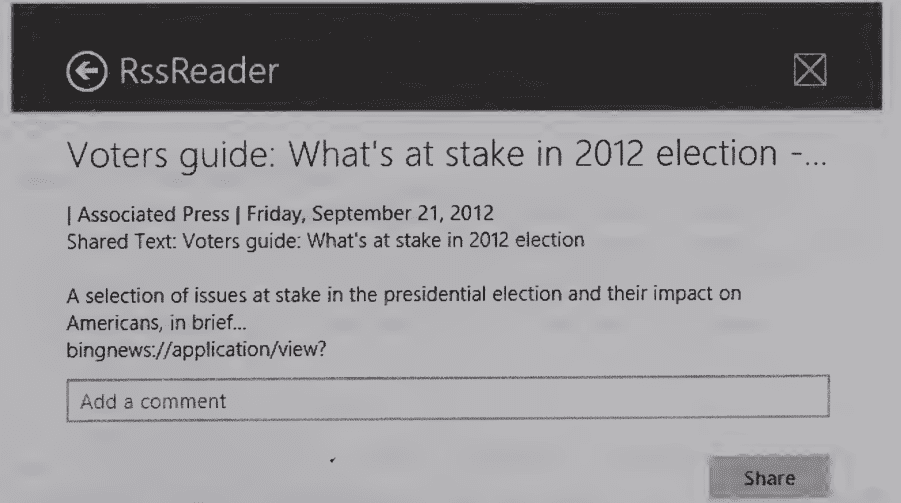 RssReader
Voters guide: What's at stake in 2012 election -...
| Associated Press | Friday, September 21, 2012
Shared Text: Voters guide: What's at stake in 2012 election
A selection of issues at stake in the presidential election and their impact on
Americans, in brief...
bingnews://application/view?
Add a comment
Share